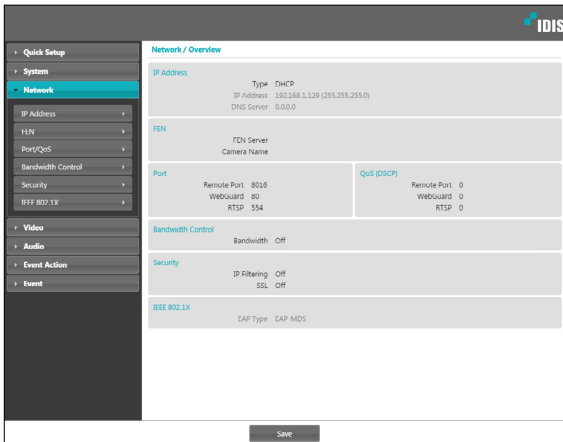 IDIS
Quick Setup
System
Network
IP Address
FEN
Port/QoS
Bandwidth Control
Security
IEEE 802.1X
Video
Audio
Event Action
Event
Network / Overview
IP Address
Type DHCP
IP Address 192.168.1.129 (255.255.255.0)
DNS Server 0.0.0.0
FEN
FEN Server
Camera Name
Port
Remote Port 8016
WebGuard 80
RTSP 554
QoS (DSCP)
Remote Port 0
WebGuard 0
RTSP 0
Bandwidth Control
Bandwidth Off
Security
IP Filtering Off
SSL Off
IEEE 802.1X
EAP Type EAP-MD5
Save